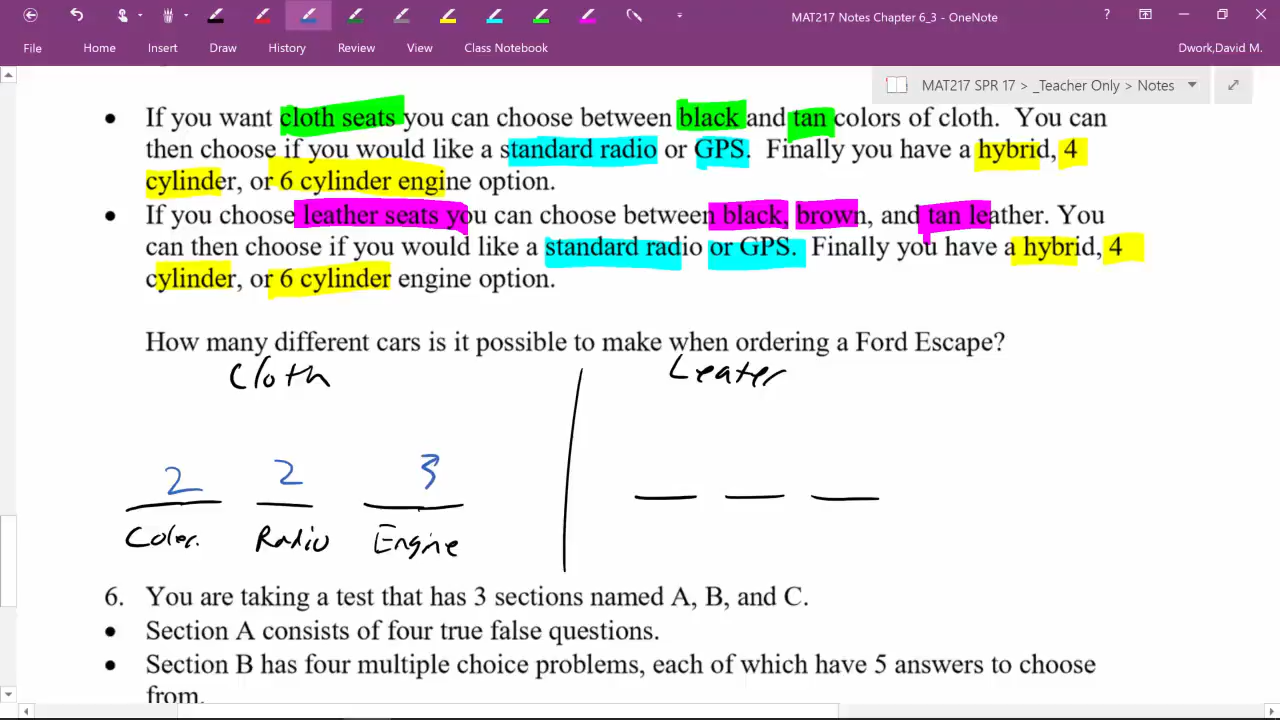 MAT217 Notes Chapter 6_3 - OneNote
File Home Insert Draw History Review View Class Notebook Dwork,David M.
MAT217 SPR 17 > _Teacher Only > Notes
• If you want cloth seats you can choose between black and tan colors of cloth. You can
then choose if you would like a standard radio or GPS. Finally you have a hybrid, 4
cylinder, or 6 cylinder engine option.
• If you choose leather seats you can choose between black, brown, and tan leather. You
can then choose if you would like a standard radio or GPS. Finally you have a hybrid, 4
cylinder, or 6 cylinder engine option.
How many different cars is it possible to make when ordering a Ford Escape?
Cloth Leater
2 2 3
Color. Radio Engine
6. You are taking a test that has 3 sections named A, B, and C.
• Section A consists of four true false questions.
• Section B has four multiple choice problems, each of which have 5 answers to choose
from.